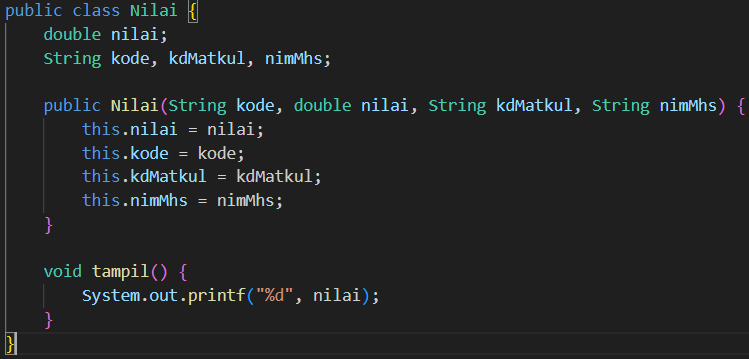 public class Nilai {
    double nilai;
    String kode, kdMatkul, nimMhs;

    public Nilai(String kode, double nilai, String kdMatkul, String nimMhs) {
        this.nilai = nilai;
        this.kode = kode;
        this.kdMatkul = kdMatkul;
        this.nimMhs = nimMhs;
    }

    void tampil() {
        System.out.printf("%d", nilai);
    }
}